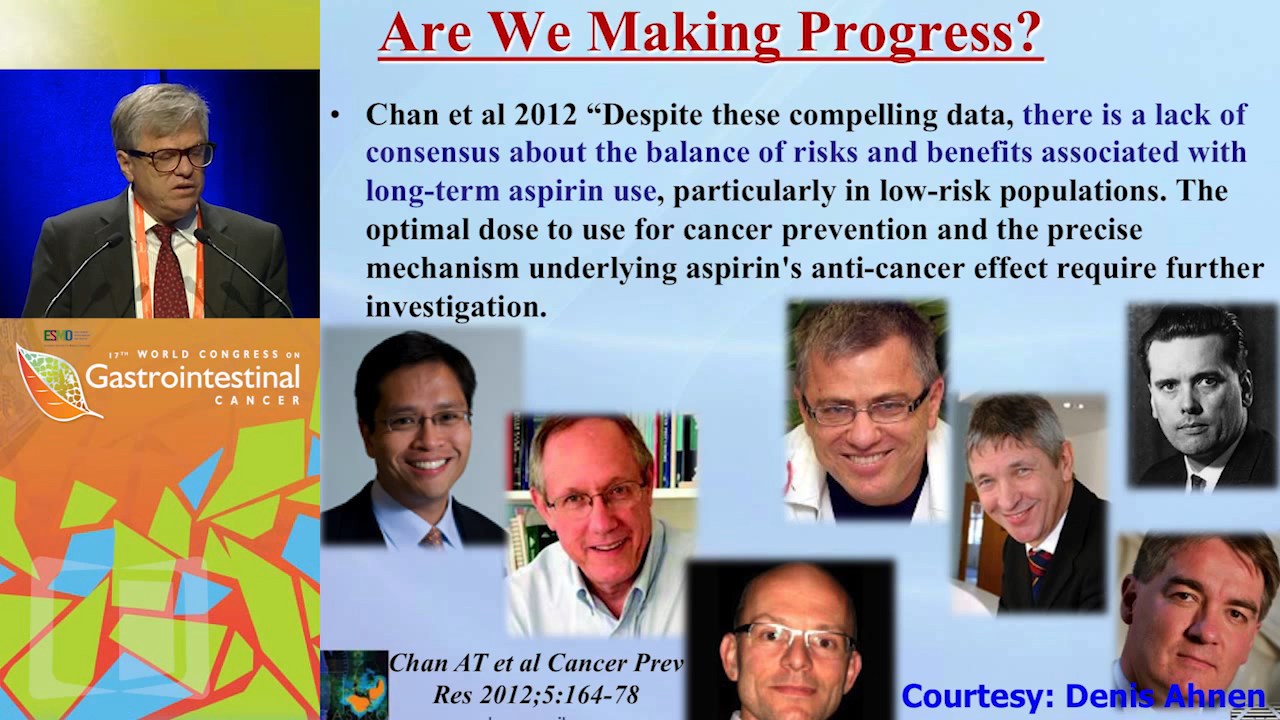 Are We Making Progress?
• Chan et al 2012 “Despite these compelling data, there is a lack of
consensus about the balance of risks and benefits associated with
long-term aspirin use, particularly in low-risk populations. The
optimal dose to use for cancer prevention and the precise
mechanism underlying aspirin's anti-cancer effect require further
investigation.
ESMO
17TH WORLD CONGRESS ON
Gastrointestinal
CANCER
Chan AT et al Cancer Prev
Res 2012;5:164-78
Courtesy: Denis Ahnen